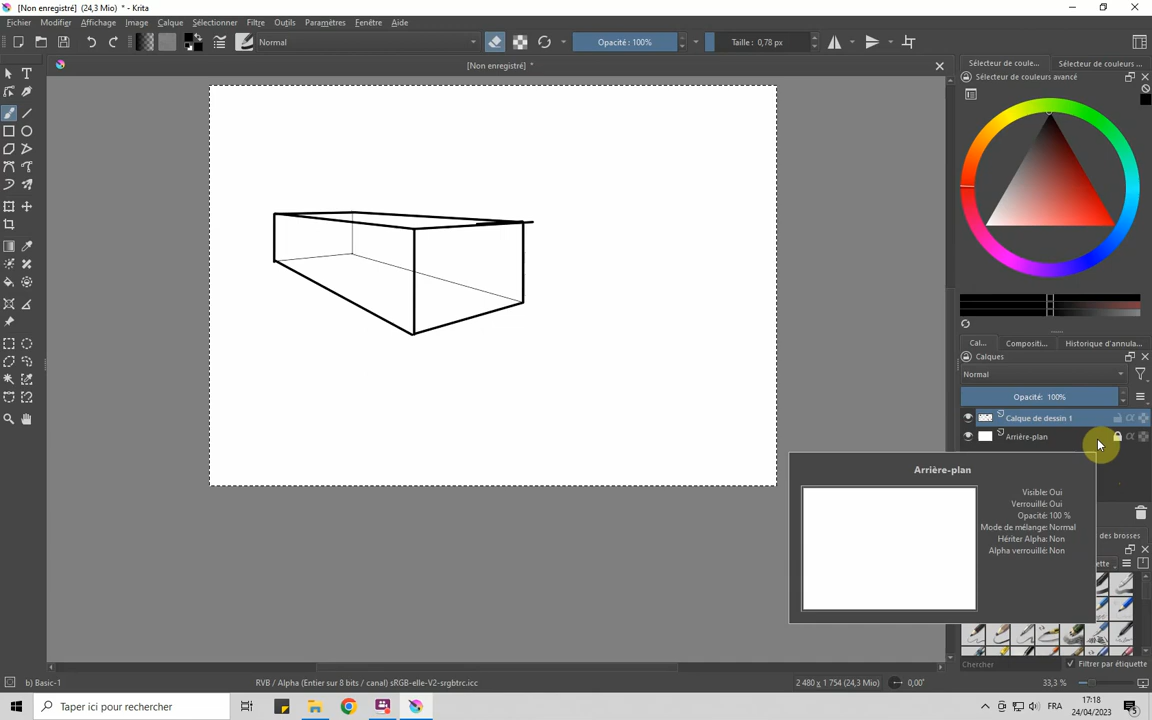 [Non enregistré] (24,3 Mio) * - Krita
Fichier Modifier Affichage Image Calque Sélectionner Filtre Outils Paramètres Fenêtre Aide
Normal Opacité : 100% Taille : 0,78 px
[Non enregistré] *
Sélecteur de coule... Sélecteur de couleurs ...
Sélecteur de couleurs avancé
Cal... Compositi... Historique d'annula...
Calques
Normal
Opacité: 100%
Calque de dessin 1
Arrière-plan
Arrière-plan
Visible: Oui
Verrouillé: Oui
Opacité: 100 %
Mode de mélange: Normal
Hériter Alpha: Non
Alpha verrouillé: Non
des brosses
Chercher Filtrer par étiquette
b) Basic-1 RVB / Alpha (Entier sur 8 bits / canal) sRGB-elle-V2-srgbtrc.icc 2 480 x 1 754 (24,3 Mio) 0,00° 33,3 %
Taper ici pour rechercher
FRA
17:18
24/04/2023